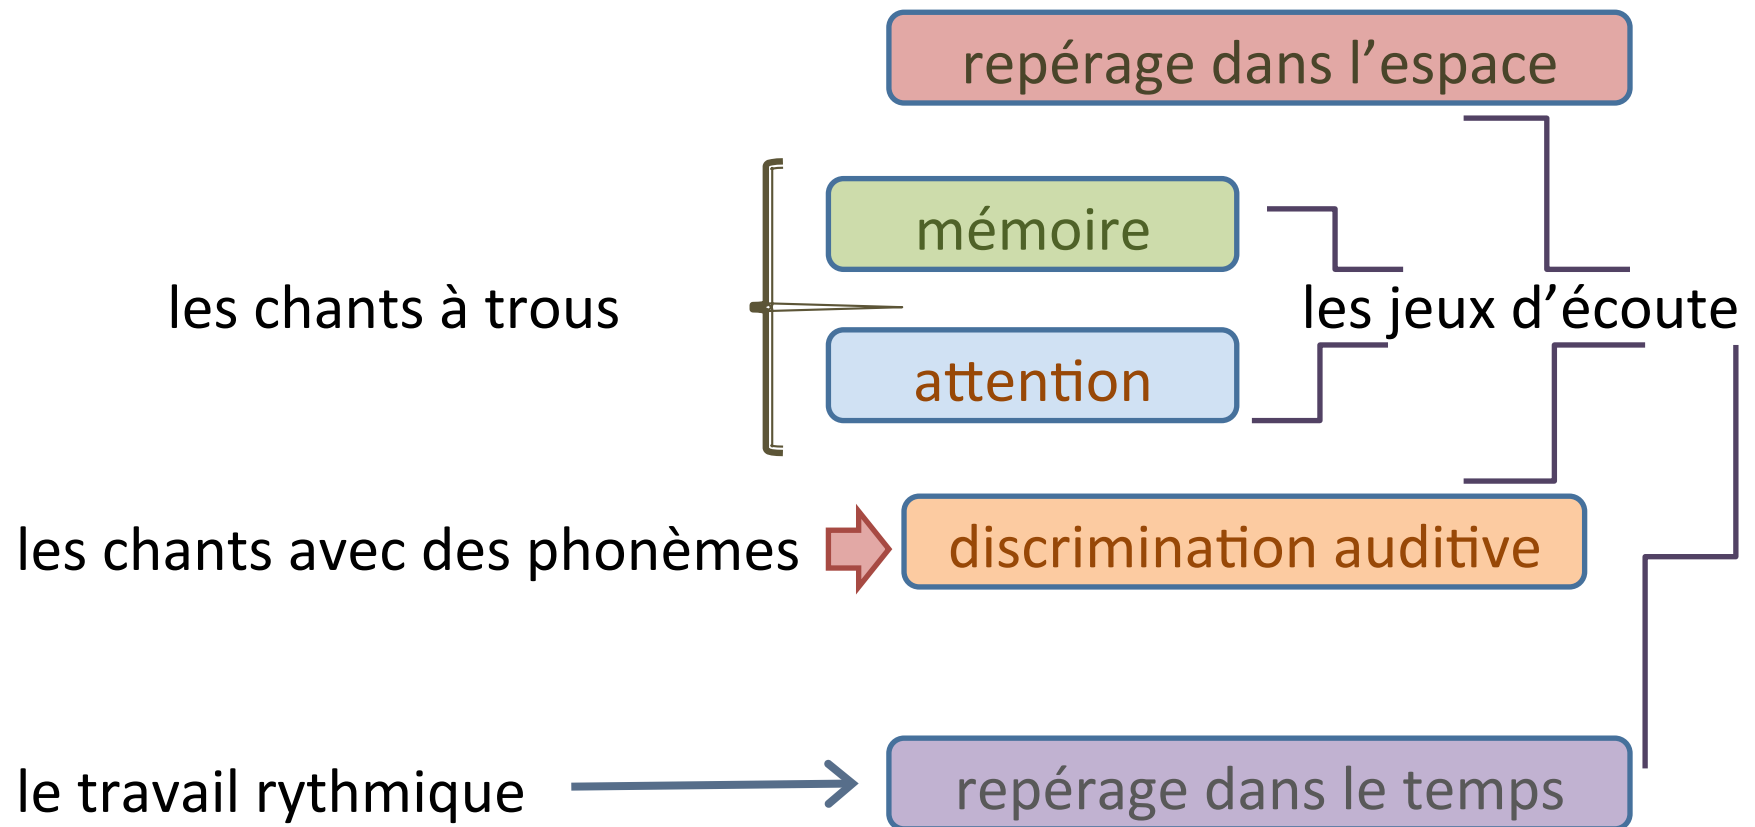 repérage dans l’espace
mémoire
les chants à trous
les jeux d’écoute
attention
les chants avec des phonèmes
discrimination auditive
le travail rythmique
repérage dans le temps